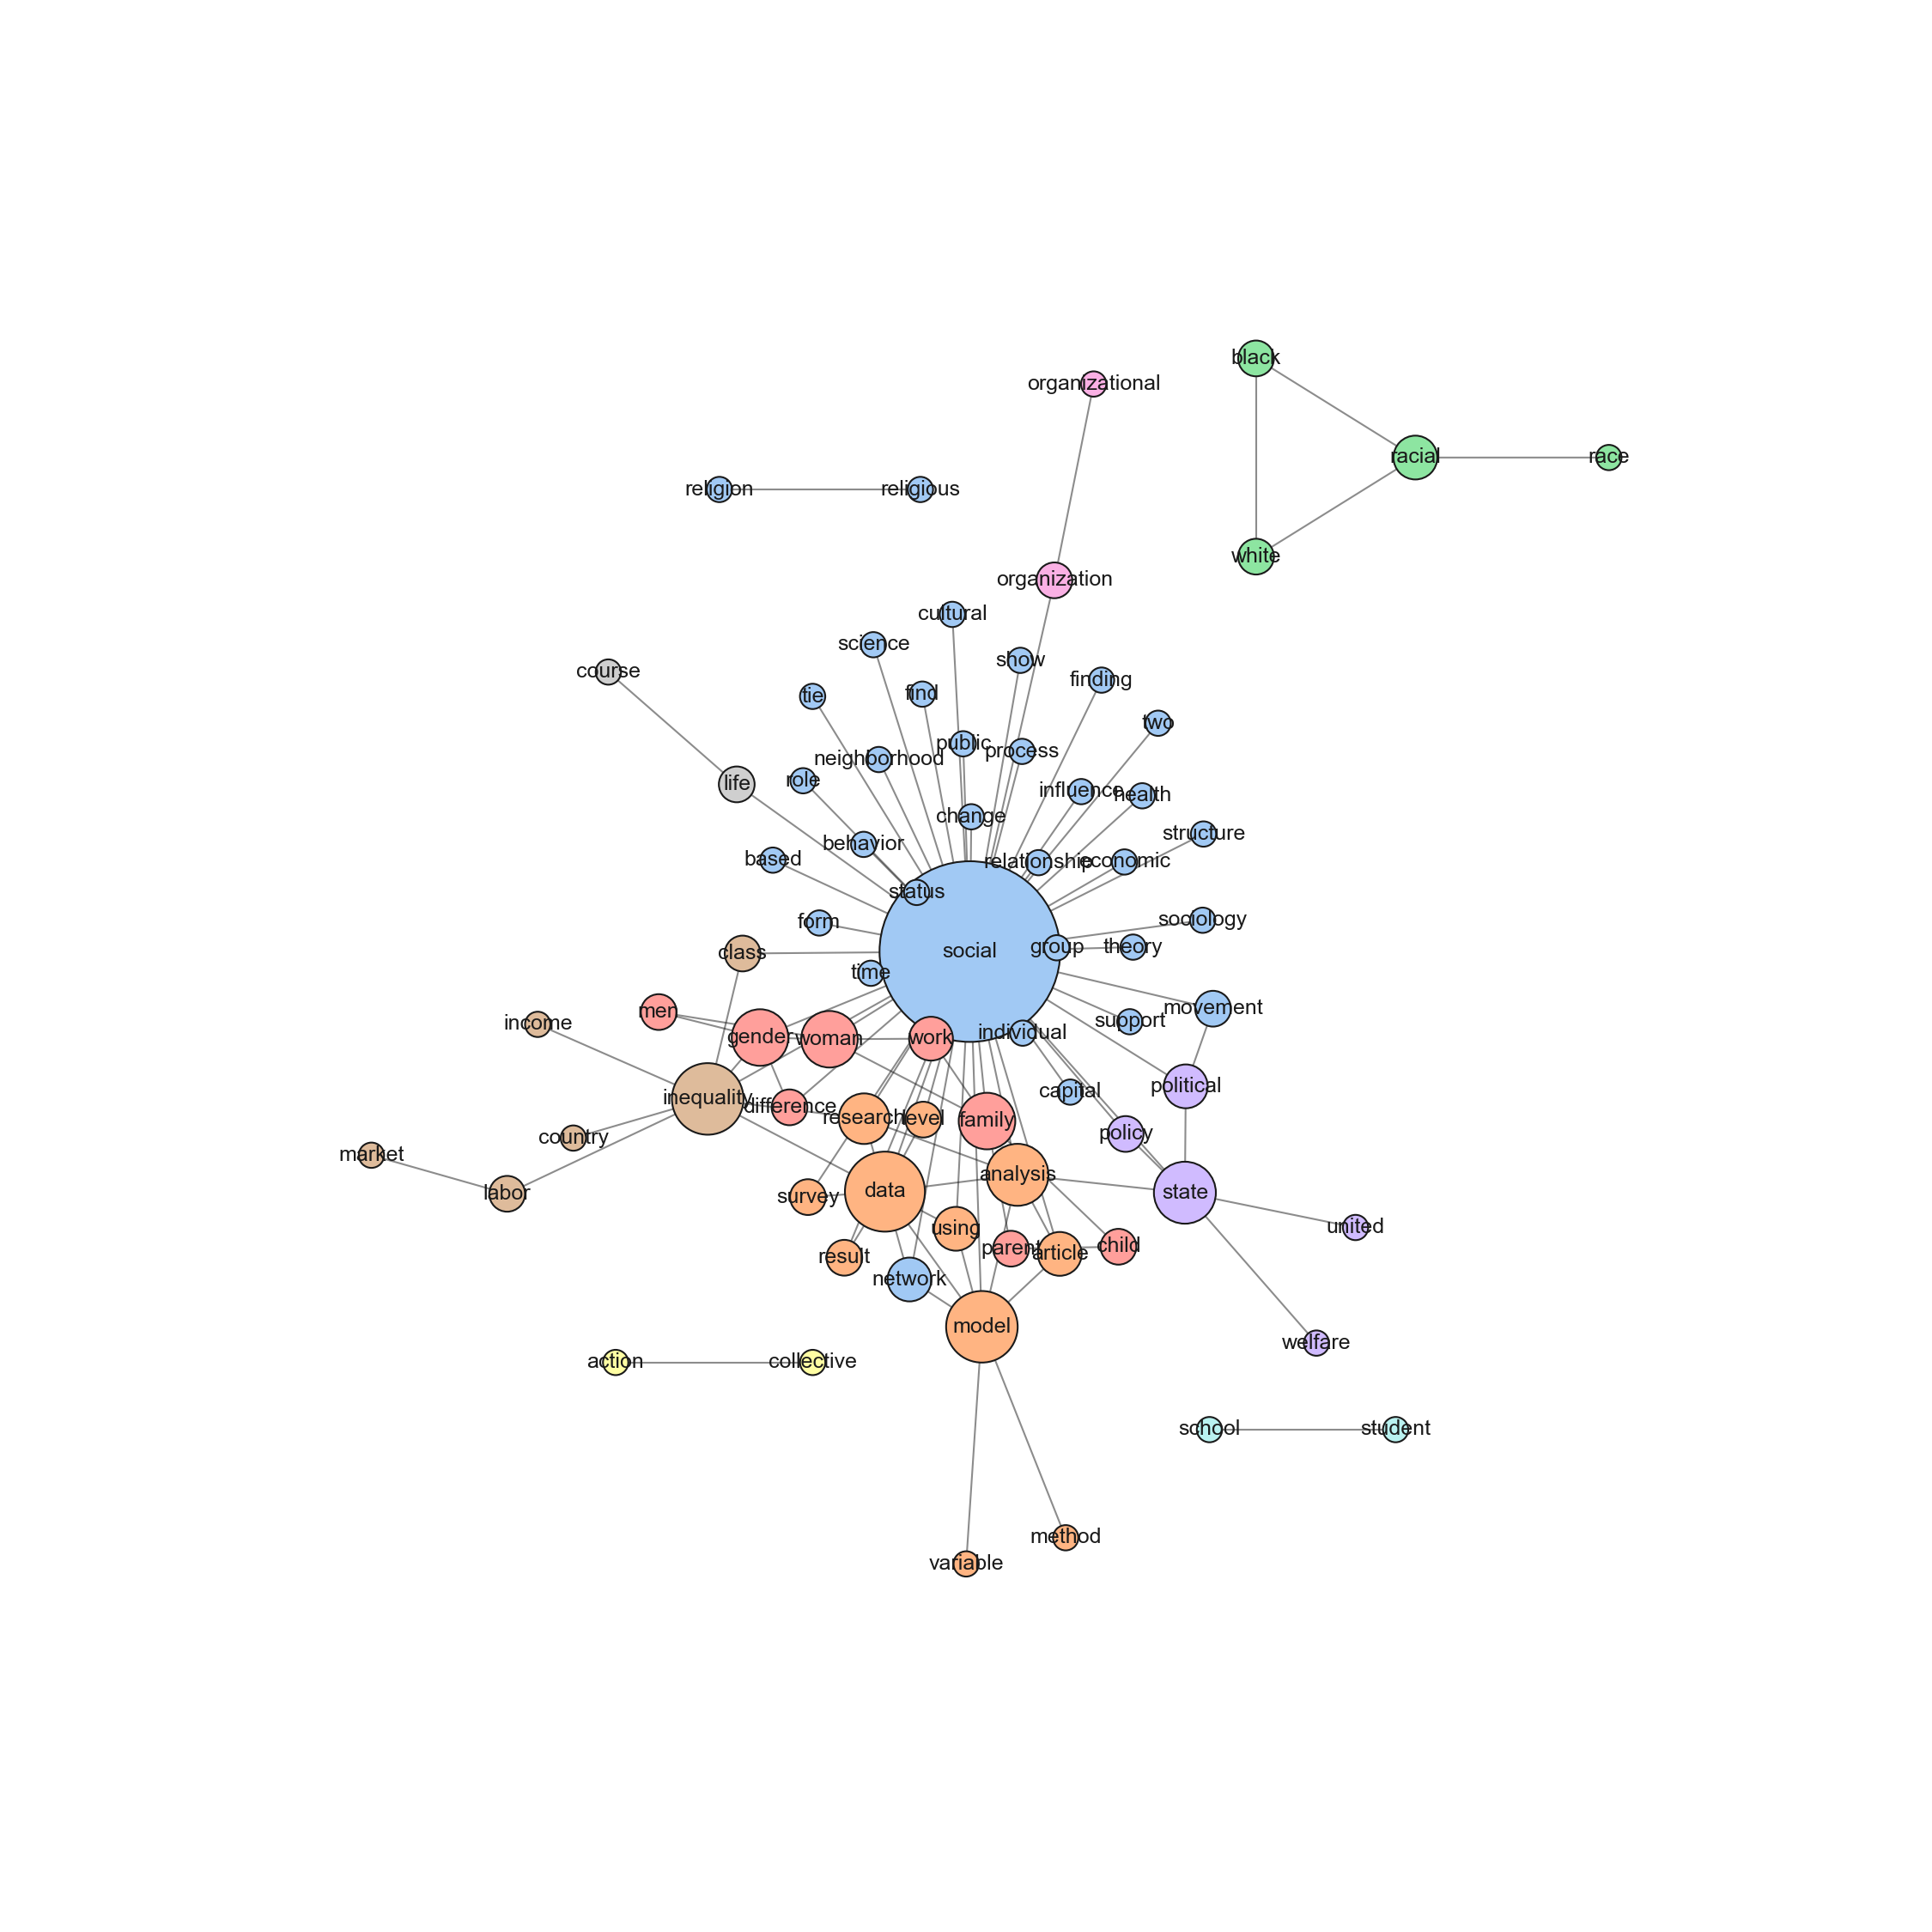 black
organizational
racial
race
religion
religious
white
organization
cultural
science
show
course
finding
tie
find
two
public
process
neighborhood
role
life
influence
health
change
structure
behavior
based
relationship
economic
status
form
sociology
class
social
group
theory
time
men
income
movement
support
individual
gender
woman
work
political
capital
inequality
difference
research
level
family
policy
country
market
labor
survey
data
analysis
state
using
united
result
parent
article
child
network
model
welfare
action
collective
school
student
method
variable